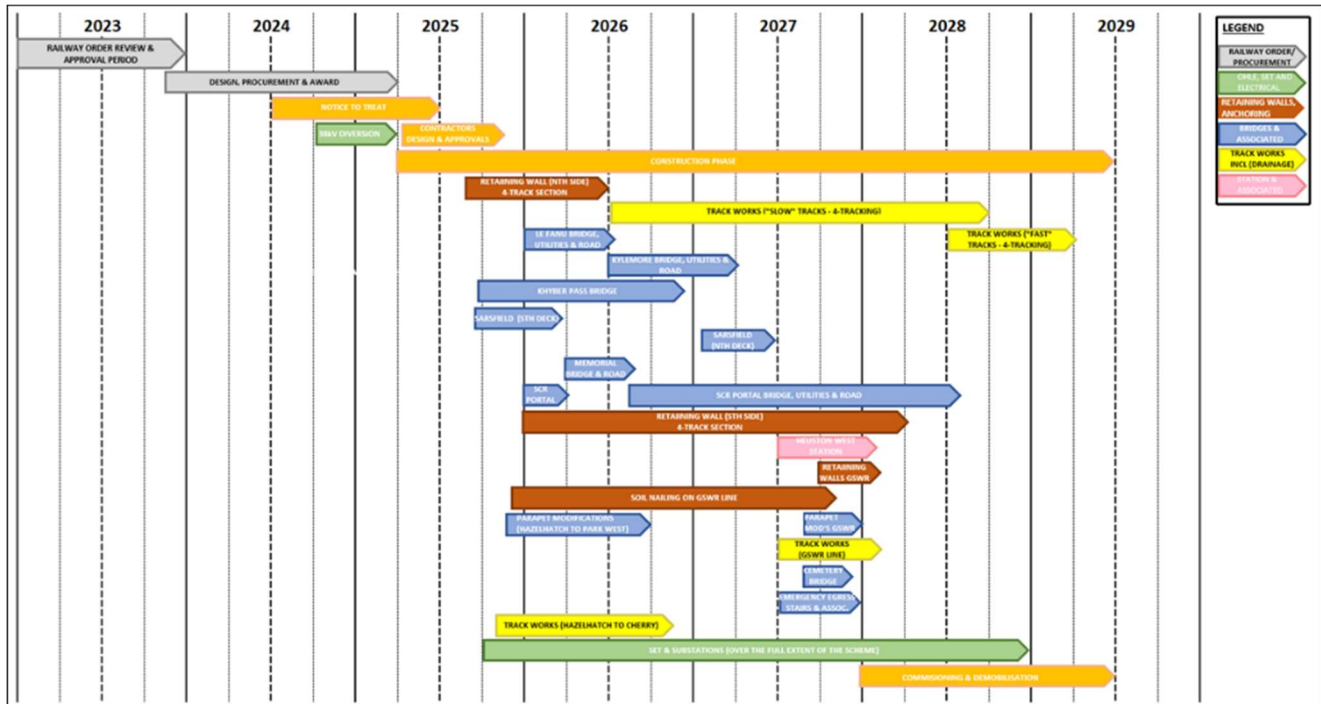 2023 2024 2025 2026 2027 2028 2029
RAILWAY ORDER REVIEW &
APPROVAL PERIOD
DESIGN, PROCUREMENT & AWARD
NOTICE TO TREAT
38kV DIVERSION
CONTRACTORS
DESIGN & APPROVALS
CONSTRUCTION PHASE
RETAIINING WALL (NTH SIDE)
4-TRACK SECTION
TRACK WORKS ("SLOW" TRACKS - 4-TRACKING)
LE FANU BRIDGE,
UTILITIES & ROAD
TRACK WORKS ("FAST"
TRACKS - 4-TRACKING)
KYLEMORE BRIDGE, UTILITIES &
ROAD
KHYBER PASS BRIDGE
SARSFIELD (STH DECK)
SARSFIELD
(NTH DECK)
MEMORIAL
BRIDGE & ROAD
SCR
PORTAL
SCR PORTAL BRIDGE, UTILITIES & ROAD
RETAIINING WALL (STH SIDE)
4-TRACK SECTION
HEUSTON WEST
STATION
RETAIINING
WALLS GSWR
SOIL NAILING ON GSWR LINE
PARAPET MODIFICATIONS
(HAZELHATCH TO PARK WEST)
PARAPET
MOD'S GSWR
TRACK WORKS
(GSWR LINE)
CEMETERY
BRIDGE
EMERGENCY EGRESS
STAIRS & ASSOC.
TRACK WORKS (HAZELHATCH TO CHERRY)
SET & SUBSTATIONS (OVER THE FULL EXTENT OF THE SCHEME)
COMMISIONING & DEMOBILISATION
LEGEND
RAILWAY ORDER/
PROCUREMENT
OHLE, SET AND
ELECTRICAL
RETAINING WALLS,
ANCHORING
BRIDGES &
ASSOCIATED
TRACK WORKS
INCL (DRAINAGE)
STATION &
ASSOCIATED